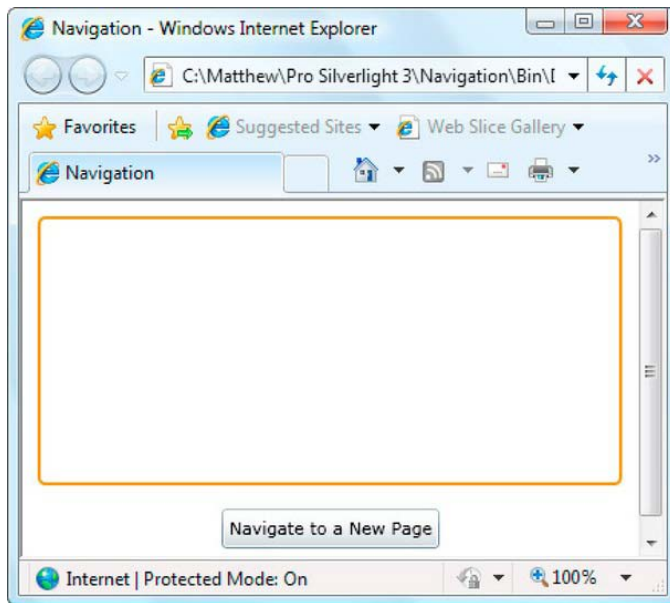 Navigation - Windows Internet Explorer
C:\Matthew\Pro Silverlight 3\Navigation\Bin\
Favorites Suggested Sites Web Slice Gallery
Navigation
Navigate to a New Page
Internet | Protected Mode: On 100%